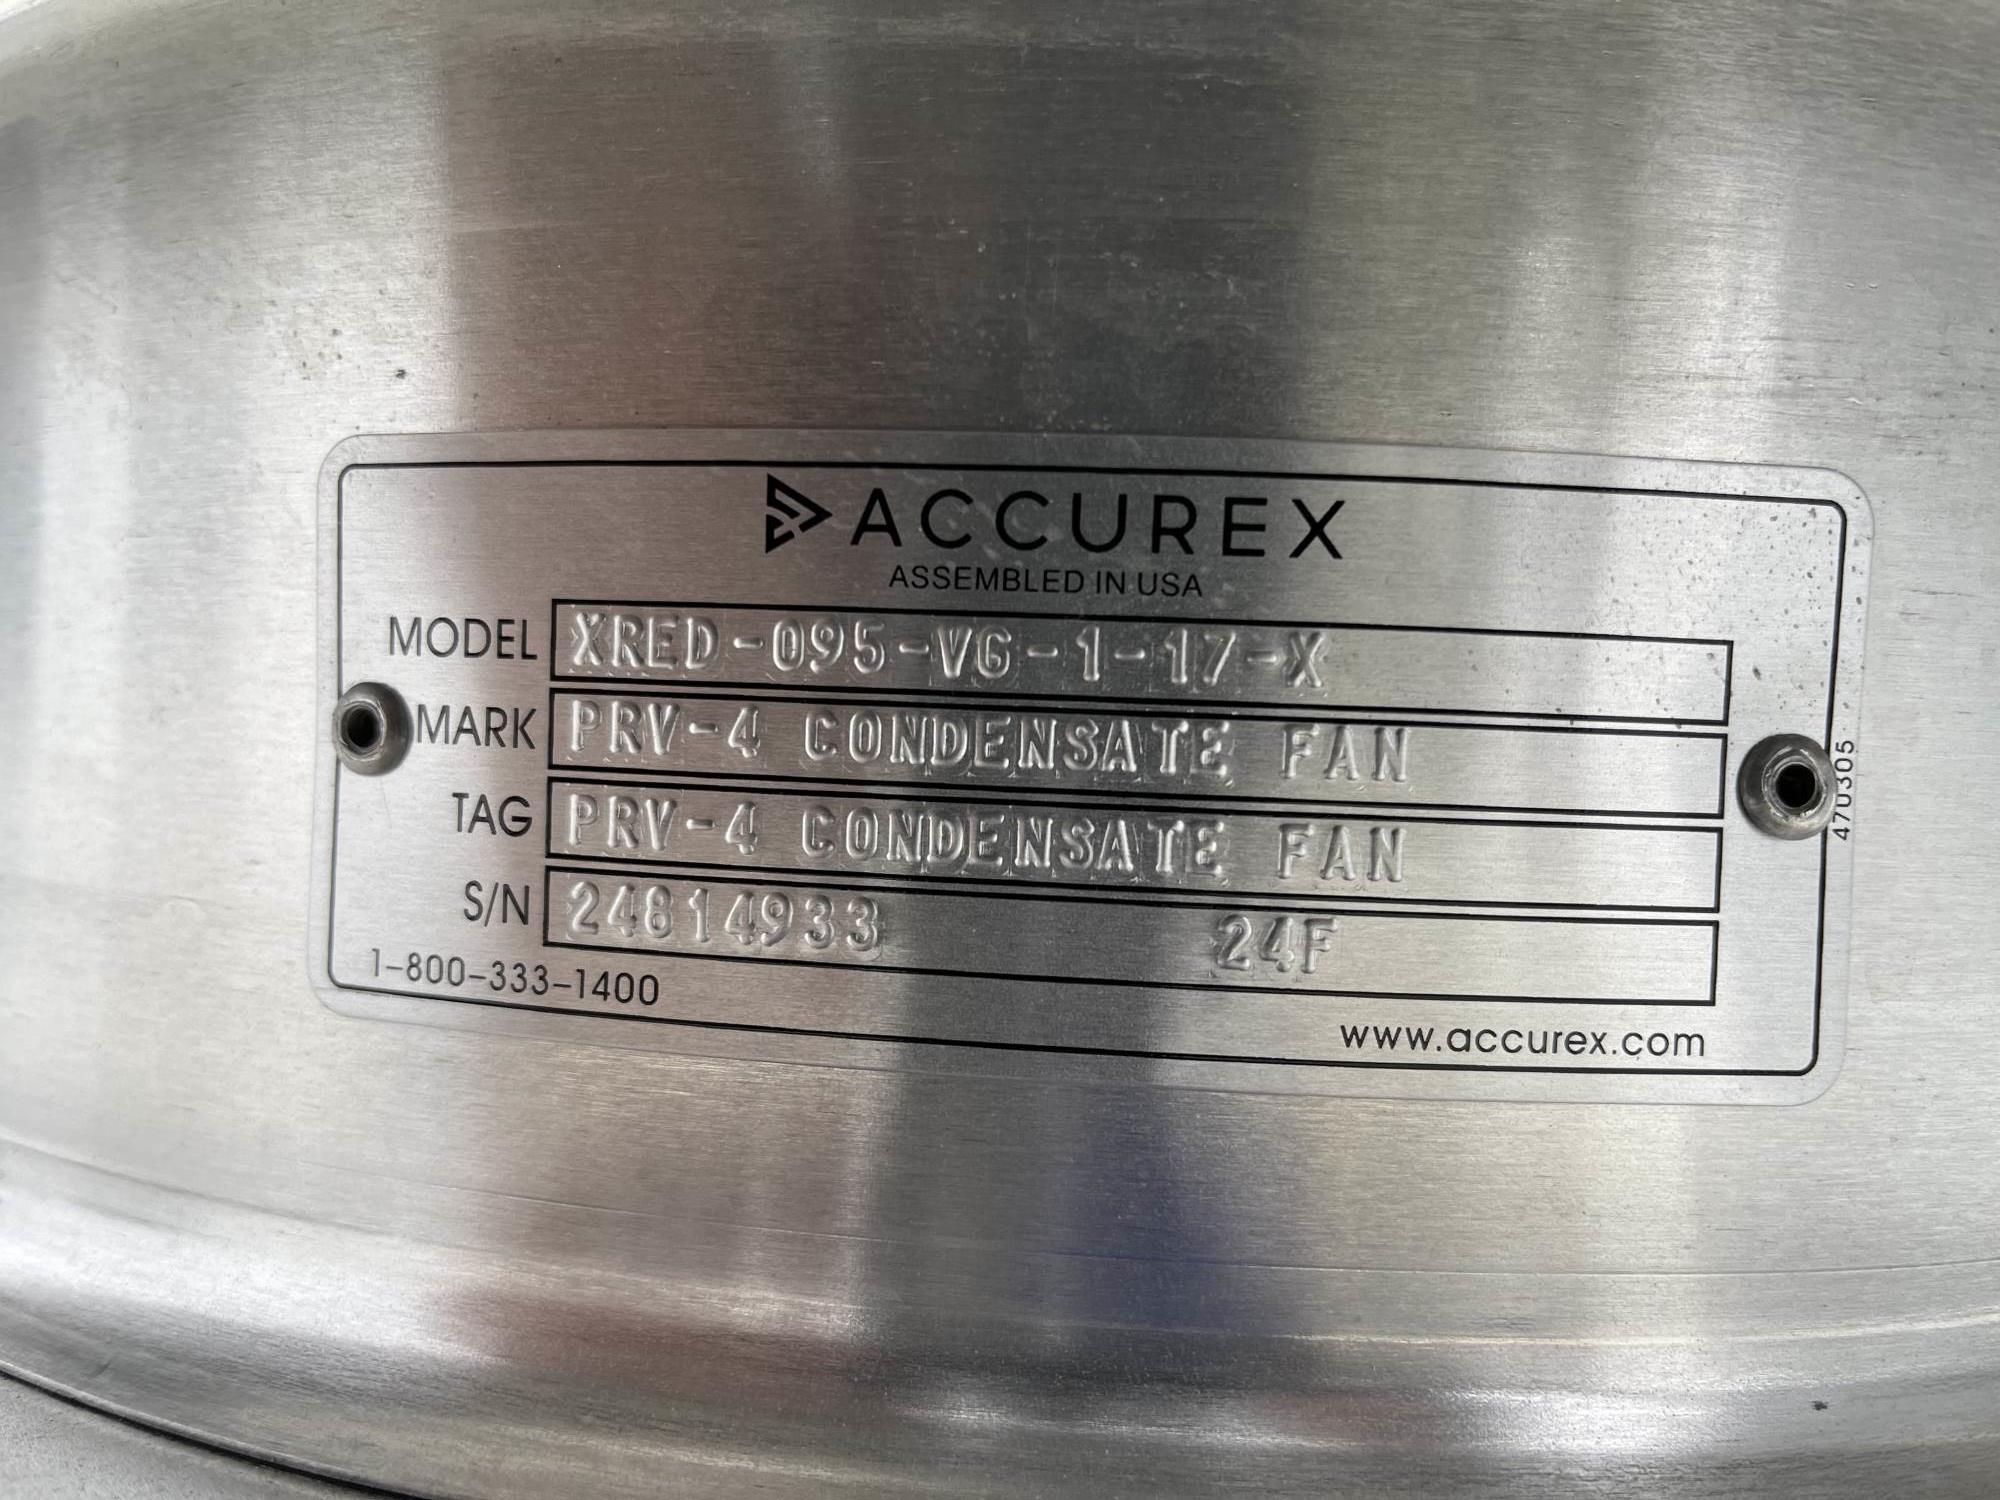 ACCUREX
ASSEMBLED IN USA
MODEL XRED-095-VG-1-17-X
MARK PRV-4 CONDENSATE FAN
TAG PRV-4 CONDENSATE FAN
S/N 24814933 24F
1-800-333-1400
www.accurex.com
470305